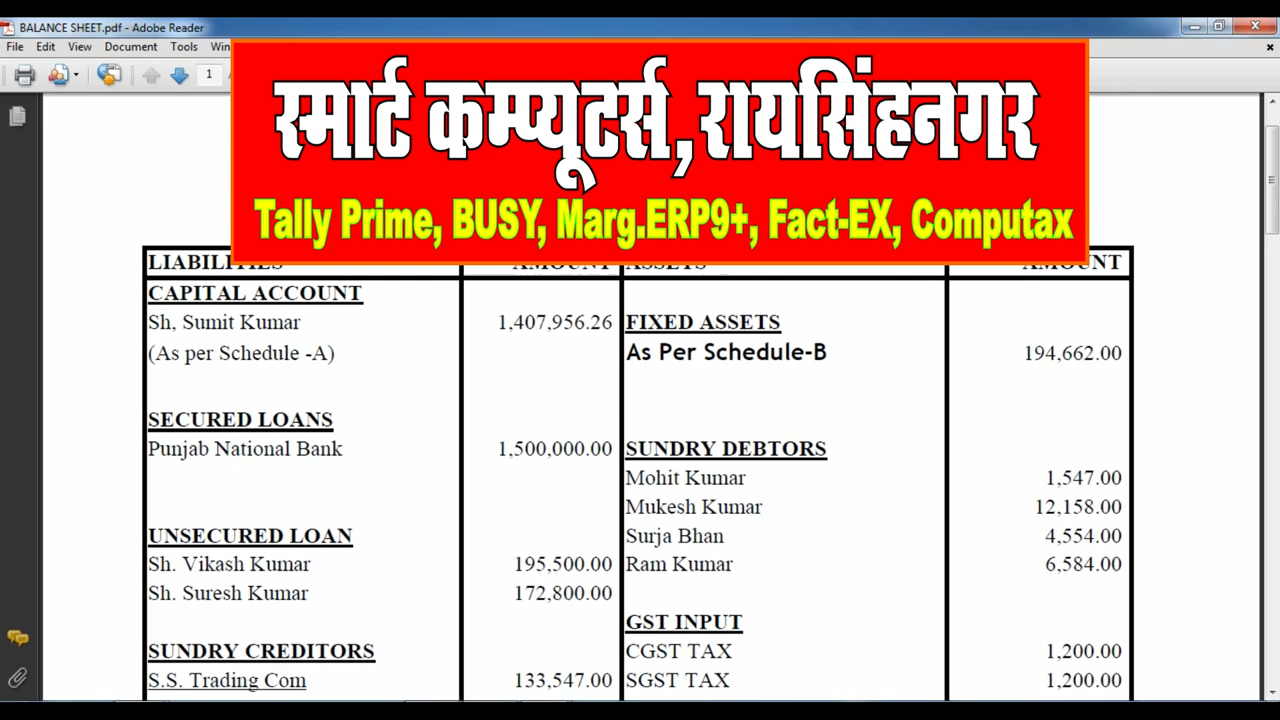 BALANCE SHEET.pdf - Adobe Reader
File Edit View Document Tools Win
1
स्मार्ट कम्प्यूटर्स,रायसिंहनगर
Tally Prime, BUSY, Marg.ERP9+, Fact-EX, Computax
LIABILITIES AMOUNT ASSETS AMOUNT
CAPITAL ACCOUNT
Sh, Sumit Kumar 1,407,956.26 FIXED ASSETS
(As per Schedule -A) As Per Schedule-B 194,662.00
SECURED LOANS
Punjab National Bank 1,500,000.00 SUNDRY DEBTORS
Mohit Kumar 1,547.00
Mukesh Kumar 12,158.00
UNSECURED LOAN Surja Bhan 4,554.00
Sh. Vikash Kumar 195,500.00 Ram Kumar 6,584.00
Sh. Suresh Kumar 172,800.00
GST INPUT
SUNDRY CREDITORS CGST TAX 1,200.00
S.S. Trading Com 133,547.00 SGST TAX 1,200.00